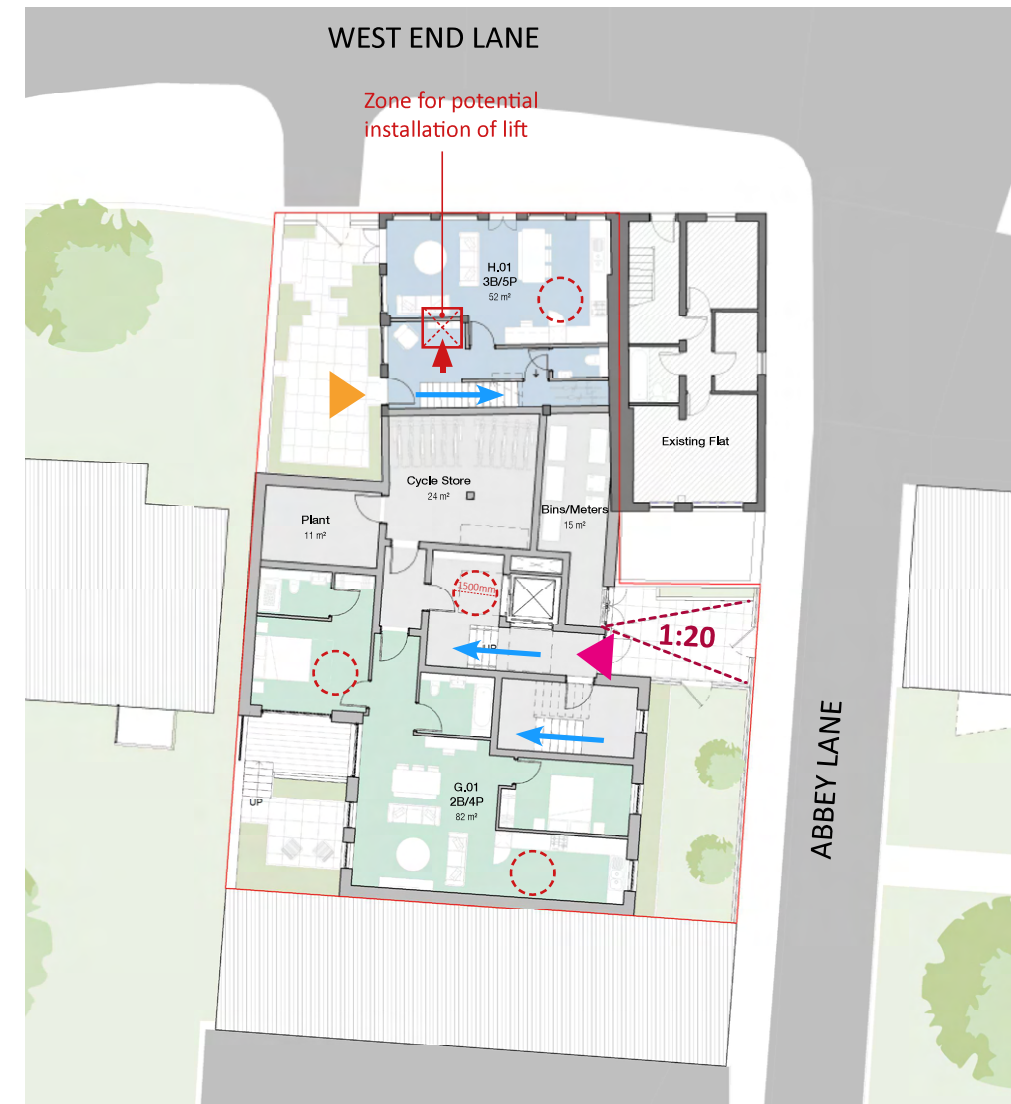 WEST END LANE
Zone for potential
installation of lift
H.01
3B/5P
52 m²
Existing Flat
Cycle Store
24 m²
Bins/Meters
15 m²
Plant
11 m²
1500mm
1:20
UP
G.01
2B/4P
82 m²
UP
ABBEY LANE